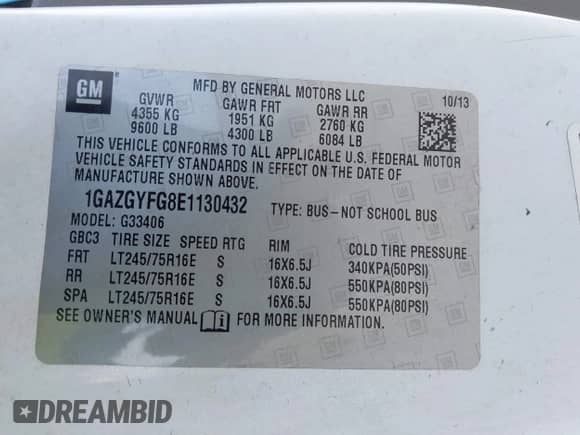 GM
MFD BY GENERAL MOTORS LLC 10/13
GVWR GAWR FRT GAWR RR
4355 KG 1951 KG 2760 KG
9600 LB 4300 LB 6084 LB
THIS VEHICLE CONFORMS TO ALL APPLICABLE U.S. FEDERAL MOTOR
VEHICLE SAFETY STANDARDS IN EFFECT ON THE DATE OF
MANUFACTURE SHOWN ABOVE.
1GAZGYFG8E1130432 TYPE: BUS–NOT SCHOOL BUS
MODEL: G33406
GBC3 TIRE SIZE SPEED RTG RIM COLD TIRE PRESSURE
FRT LT245/75R16E S 16X6.5J 340KPA(50PSI)
RR LT245/75R16E S 16X6.5J 550KPA(80PSI)
SPA LT245/75R16E S 16X6.5J 550KPA(80PSI)
SEE OWNER'S MANUAL FOR MORE INFORMATION.
DREAMBID